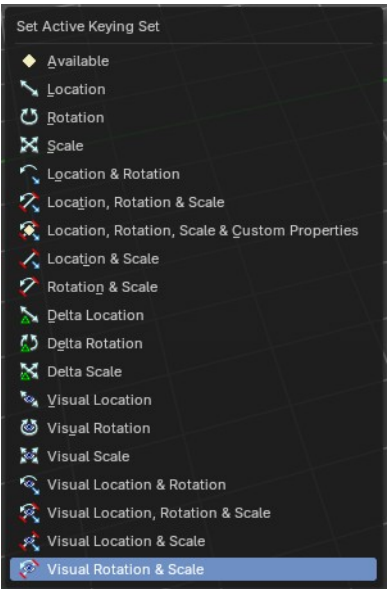 Set Active Keying Set
Available
Location
Rotation
Scale
Location & Rotation
Location, Rotation & Scale
Location, Rotation, Scale & Custom Properties
Location & Scale
Rotation & Scale
Delta Location
Delta Rotation
Delta Scale
Visual Location
Visual Rotation
Visual Scale
Visual Location & Rotation
Visual Location, Rotation & Scale
Visual Location & Scale
Visual Rotation & Scale